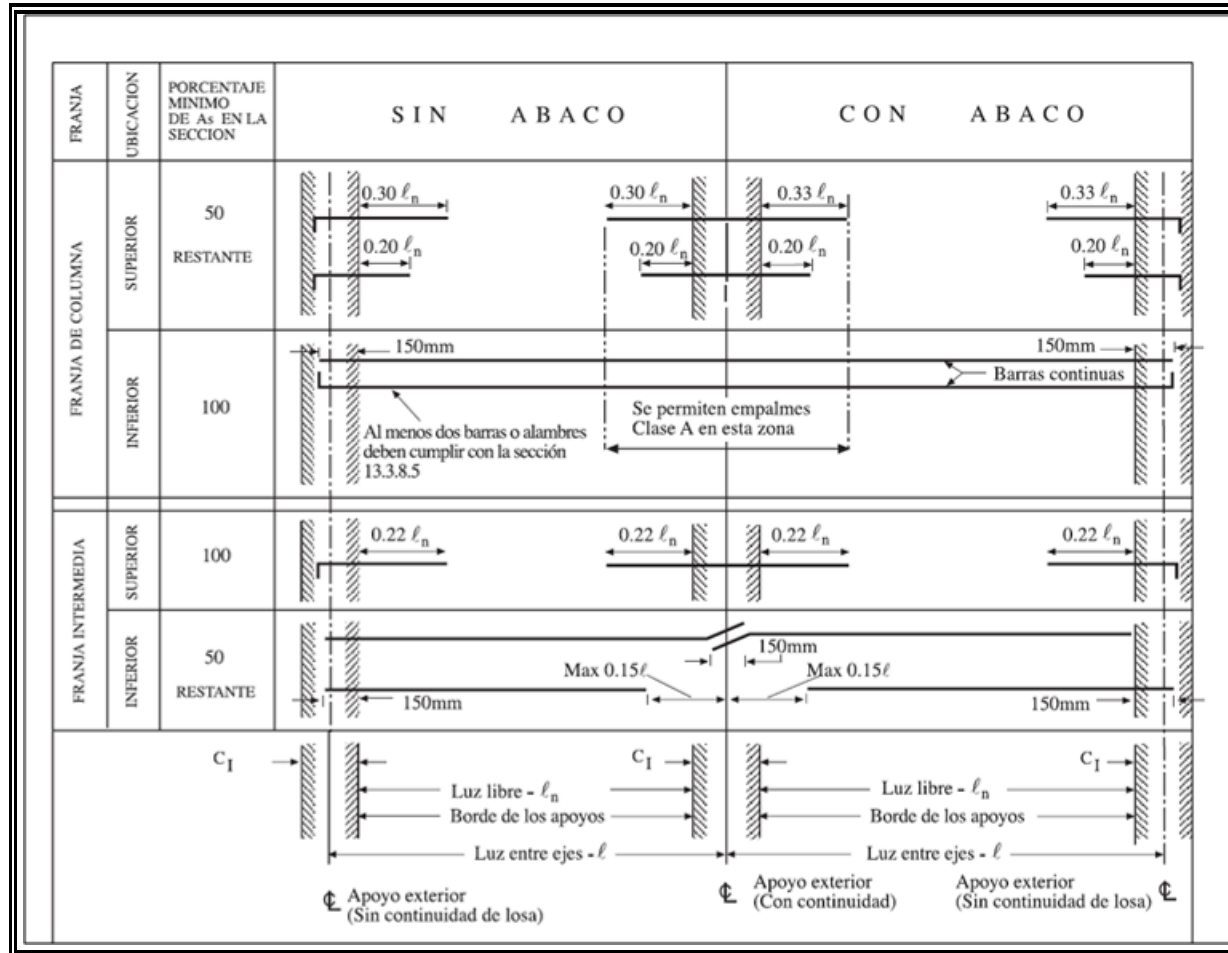 FRANJA
UBICACION
PORCENTAJE
MINIMO
DE As EN LA
SECCION
SIN ABACO
CON ABACO
FRANJA DE COLUMNA
SUPERIOR
50
RESTANTE
0.30 ℓn
0.30 ℓn
0.33 ℓn
0.33 ℓn
0.20 ℓn
0.20 ℓn
0.20 ℓn
0.20 ℓn
INFERIOR
100
150mm
150mm
Barras continuas
Se permiten empalmes
Clase A en esta zona
Al menos dos barras o alambres
deben cumplir con la sección
13.3.8.5
FRANJA INTERMEDIA
SUPERIOR
100
0.22 ℓn
0.22 ℓn
0.22 ℓn
0.22 ℓn
INFERIOR
50
RESTANTE
150mm
Max 0.15ℓ
Max 0.15ℓ
150mm
150mm
CI
CI
CI
Luz libre - ℓn
Luz libre - ℓn
Borde de los apoyos
Borde de los apoyos
Luz entre ejes - ℓ
Luz entre ejes - ℓ
℄ Apoyo exterior
(Sin continuidad de losa)
℄ Apoyo exterior
(Con continuidad)
Apoyo exterior ℄
(Sin continuidad de losa)